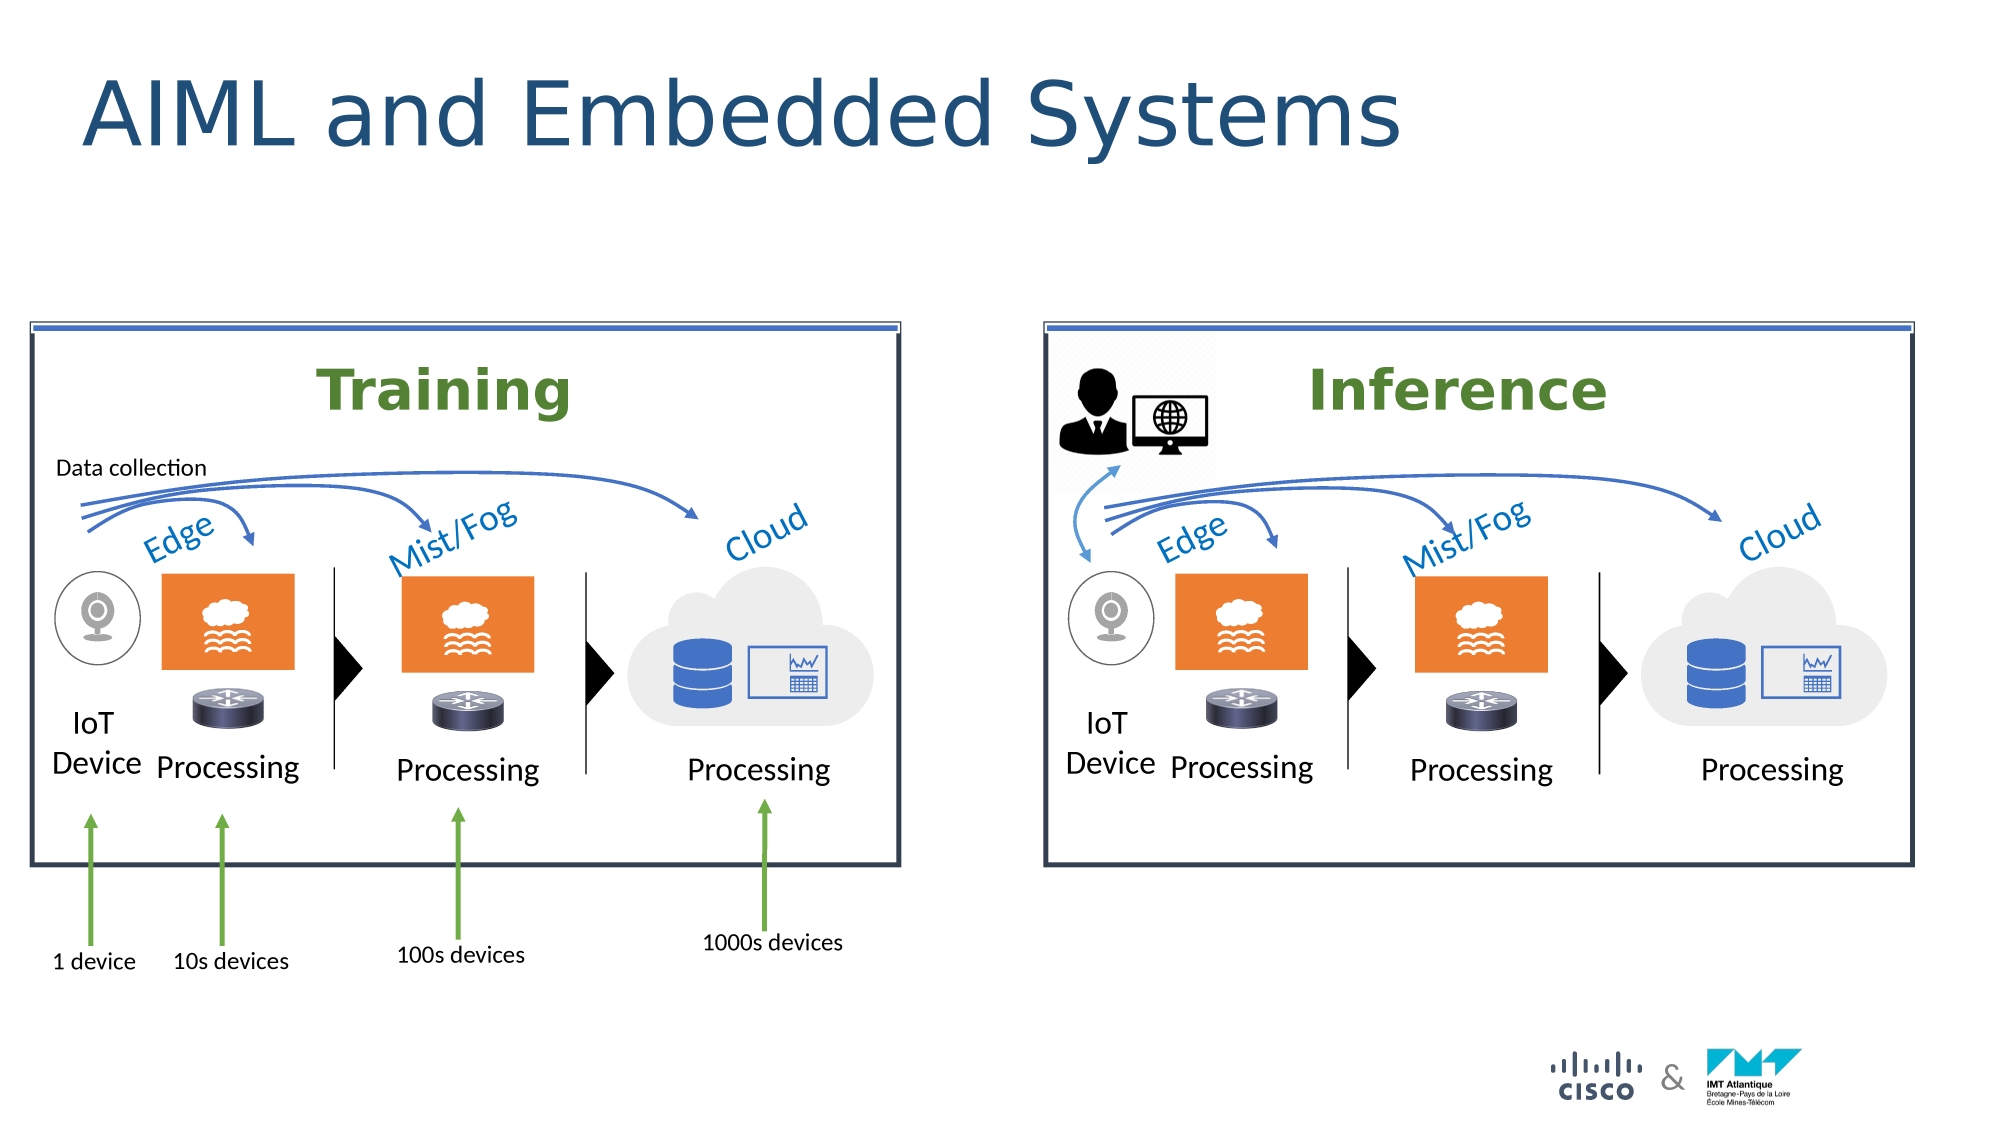 AIML and Embedded Systems
Training
Data collection
Edge
Mist/Fog
Cloud
IoT
Device
Processing
Processing
Processing
1 device
10s devices
100s devices
1000s devices
Inference
Edge
Mist/Fog
Cloud
IoT
Device
Processing
Processing
Processing
CISCO
&
IMT Atlantique
Bretagne-Pays de la Loire
École Mines-Télécom